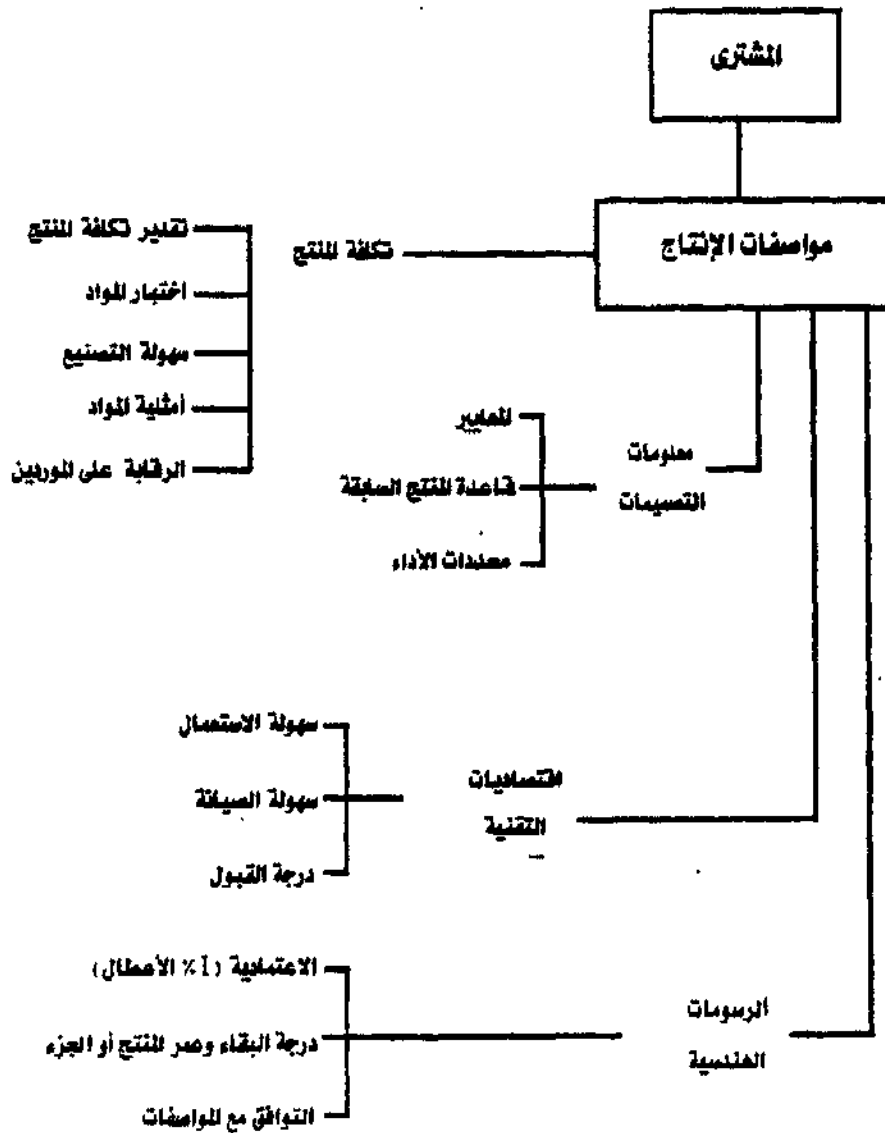 المشترى
مواصفات الإنتاج
تكلفة المنتج
تقدير تكلفة المنتج
اختبار المواد
سهولة التصنيع
أمثلية المواد
الرقابة على الموردين
معلومات
التصميمات
المعايير
قاعدة المنتج السابقة
محددات الأداء
اقتصاديات
التقنية
سهولة الاستعمال
سهولة الصيانة
درجة القبول
الرسومات
الهندسية
الاعتمادية (1٪ الأعطال)
درجة البقاء وعمر المنتج أو الجزء
التوافق مع المواصفات